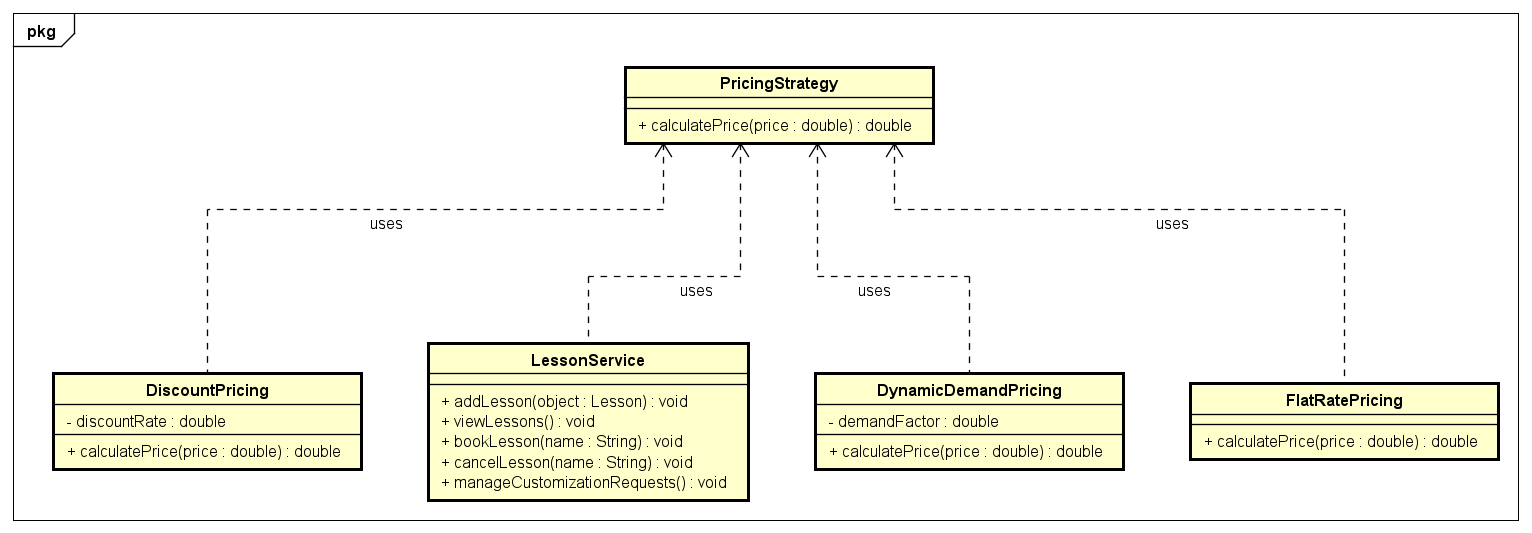 pkg
PricingStrategy
+ calculatePrice(price : double) : double
uses
uses
uses
uses
DiscountPricing
- discountRate : double
+ calculatePrice(price : double) : double
LessonService
+ addLesson(object : Lesson) : void
+ viewLessons() : void
+ bookLesson(name : String) : void
+ cancelLesson(name : String) : void
+ manageCustomizationRequests() : void
DynamicDemandPricing
- demandFactor : double
+ calculatePrice(price : double) : double
FlatRatePricing
+ calculatePrice(price : double) : double